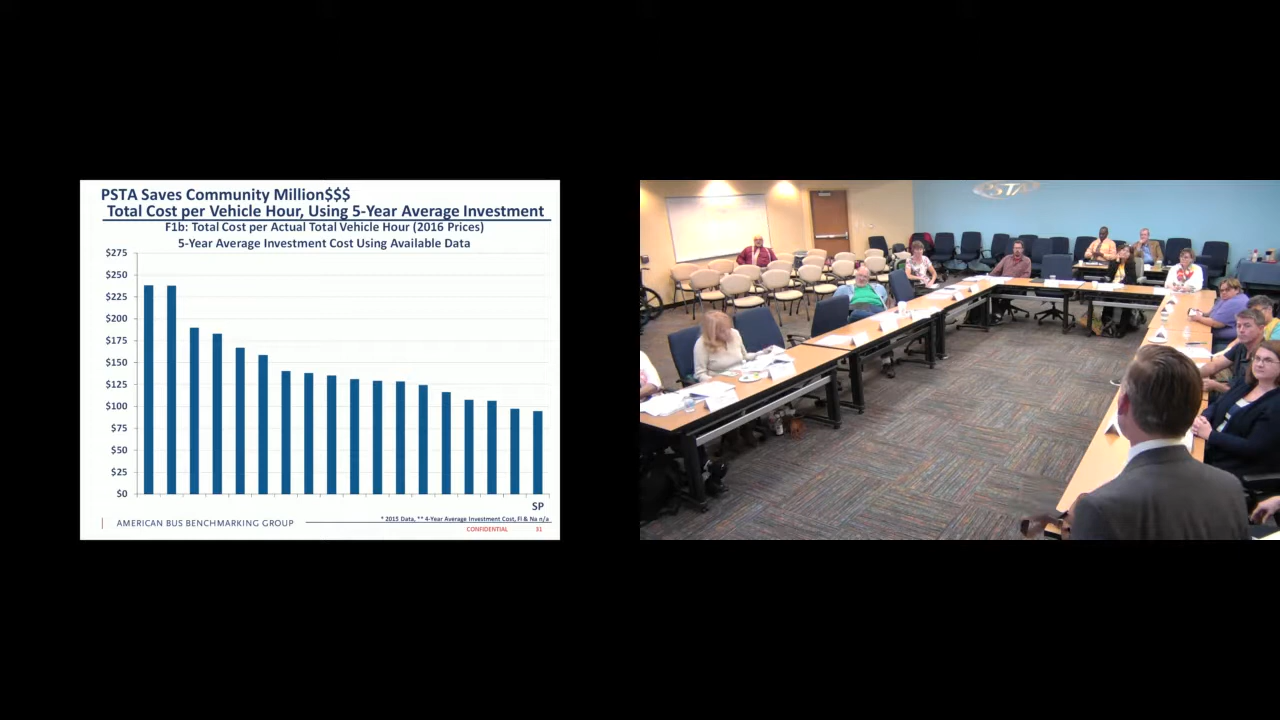 PSTA Saves Community Million$$$
Total Cost per Vehicle Hour, Using 5-Year Average Investment
F1b: Total Cost per Actual Total Vehicle Hour (2016 Prices)
5-Year Average Investment Cost Using Available Data
$275
$250
$225
$200
$175
$150
$125
$100
$75
$50
$25
$0
SP
* 2015 Data, ** 4-Year Average Investment Cost, Fl & Na n/a
AMERICAN BUS BENCHMARKING GROUP
CONFIDENTIAL 31
PSTA